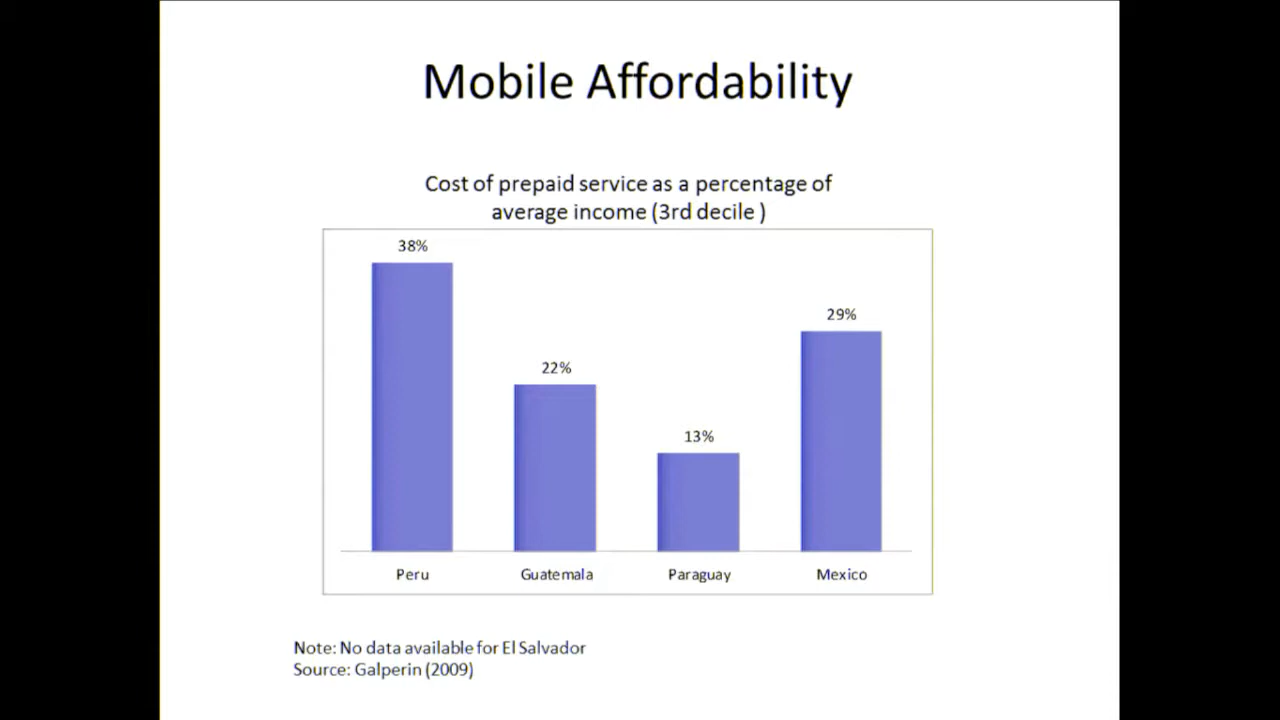 Mobile Affordability
Cost of prepaid service as a percentage of
average income (3rd decile )
38%
22%
13%
29%
Peru
Guatemala
Paraguay
Mexico
Note: No data available for El Salvador
Source: Galperin (2009)